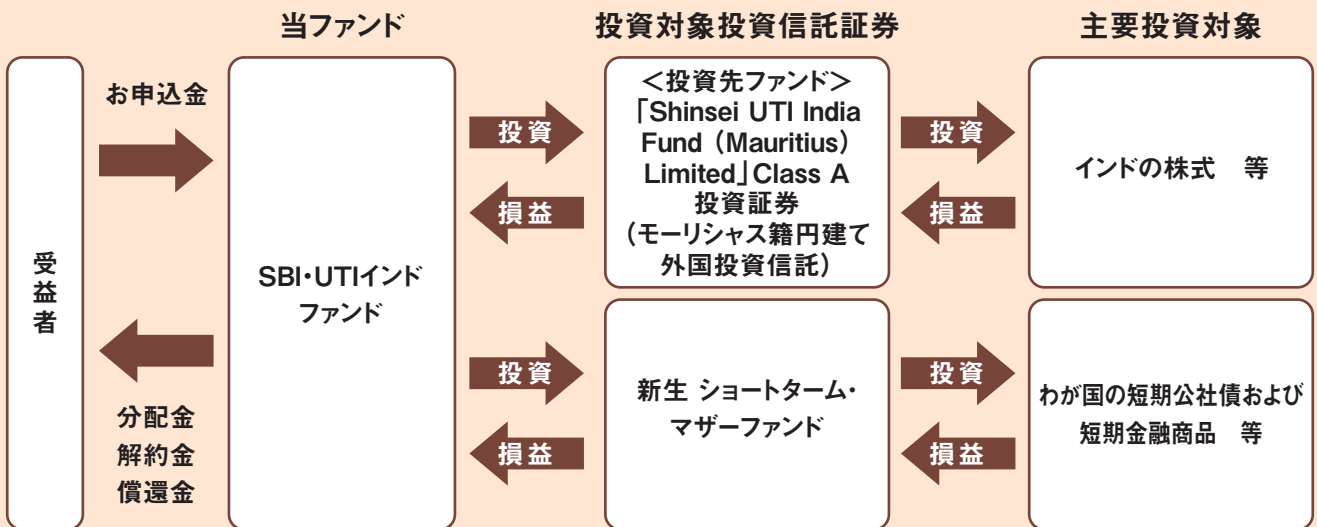 当ファンド
投資対象投資信託証券
主要投資対象
受益者
お申込金
分配金
解約金
償還金
SBI・UTIインド
ファンド
投資
損益
<投資先ファンド>
「Shinsei UTI India
Fund (Mauritius)
Limited」Class A
投資証券
(モーリシャス籍円建て
外国投資信託)
投資
損益
インドの株式 等
投資
損益
新生 ショートターム・
マザーファンド
投資
損益
わが国の短期公社債および
短期金融商品 等